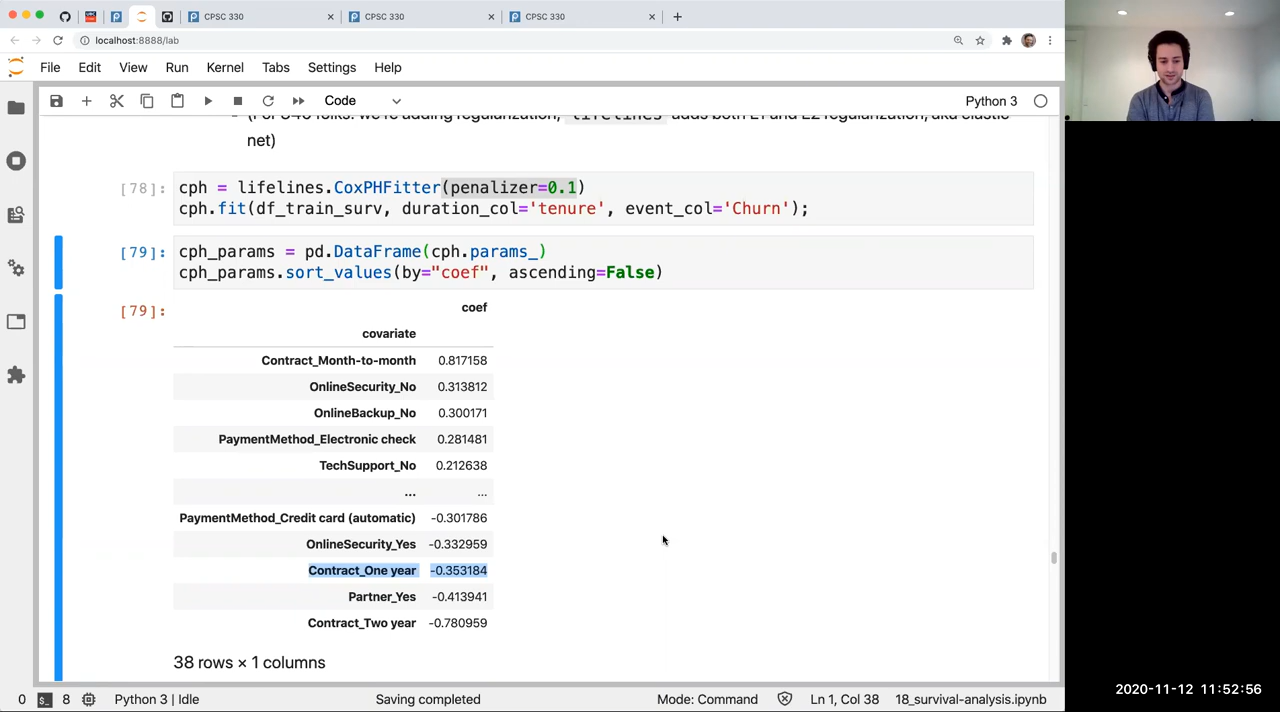 CPSC 330
CPSC 330
CPSC 330
localhost:8888/lab
File Edit View Run Kernel Tabs Settings Help
Code
Python 3
net)
[78]: cph = lifelines.CoxPHFitter(penalizer=0.1)
cph.fit(df_train_surv, duration_col='tenure', event_col='Churn');
[79]: cph_params = pd.DataFrame(cph.params_)
cph_params.sort_values(by="coef", ascending=False)
[79]: coef
covariate
Contract_Month-to-month 0.817158
OnlineSecurity_No 0.313812
OnlineBackup_No 0.300171
PaymentMethod_Electronic check 0.281481
TechSupport_No 0.212638
... ...
PaymentMethod_Credit card (automatic) -0.301786
OnlineSecurity_Yes -0.332959
Contract_One year -0.353184
Partner_Yes -0.413941
Contract_Two year -0.780959
38 rows × 1 columns
0 8 Python 3 | Idle Saving completed Mode: Command Ln 1, Col 38 18_survival-analysis.ipynb
2020-11-12 11:52:56